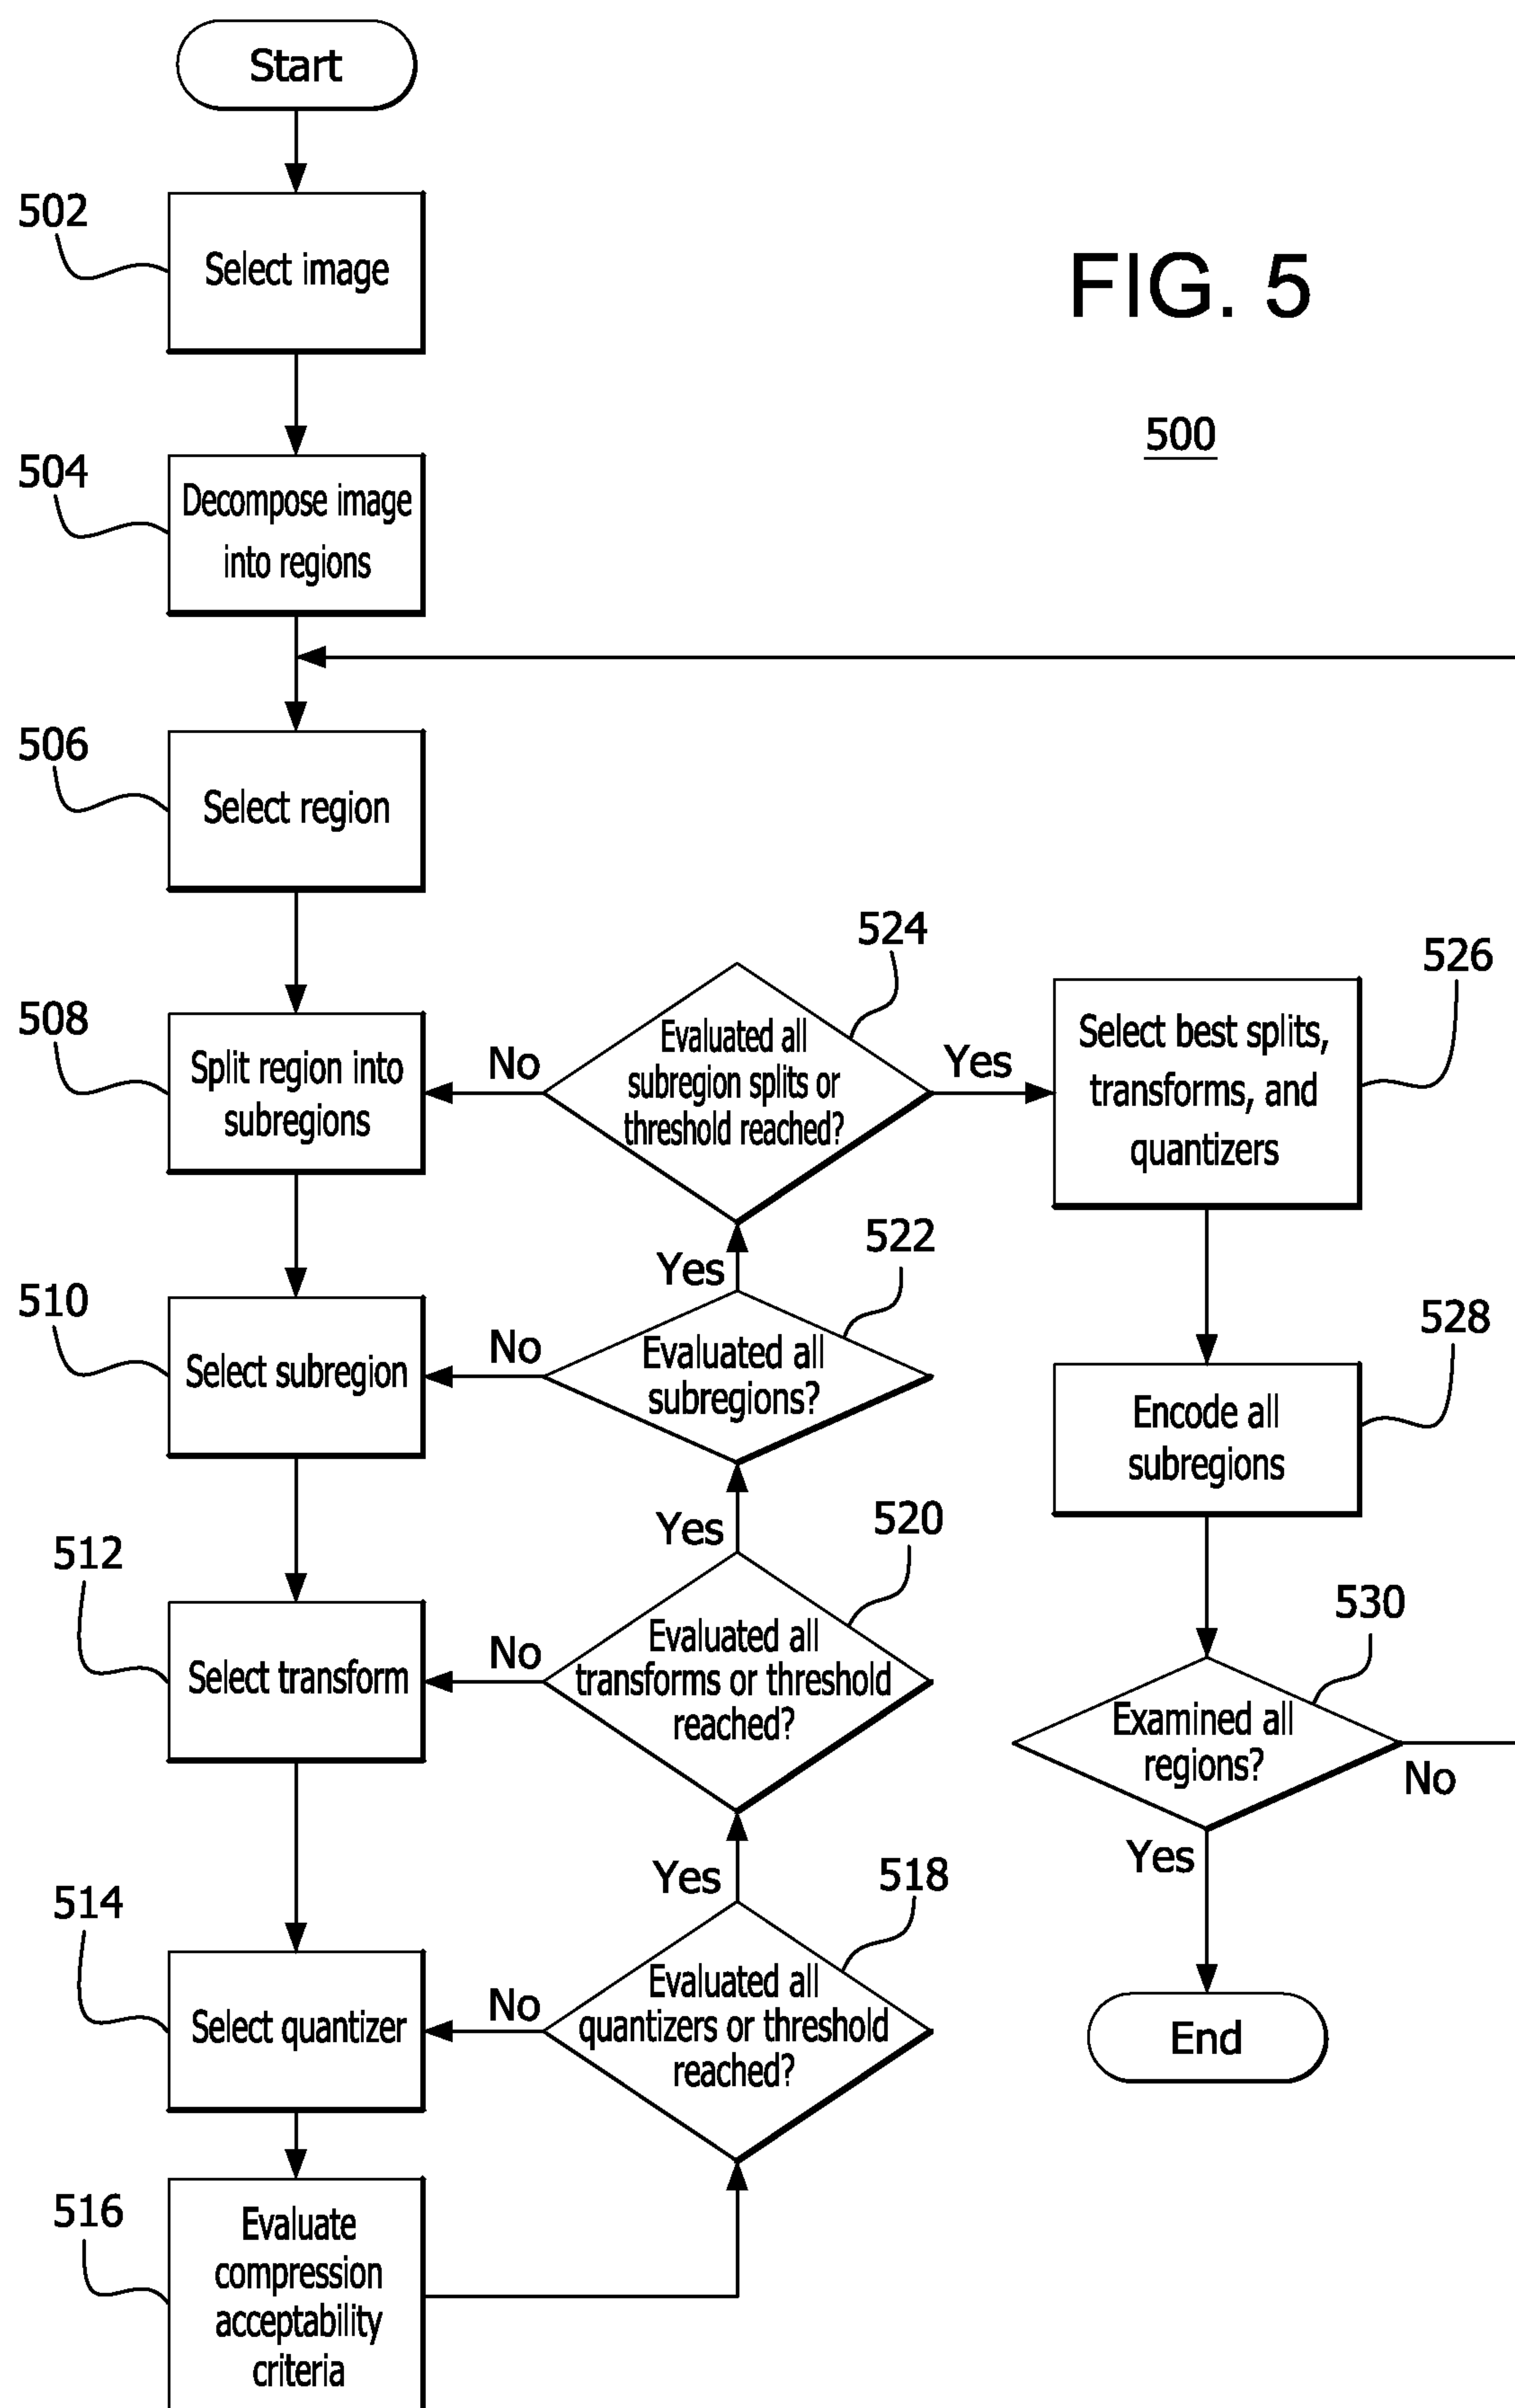 Start
502
Select image
FIG. 5
500
504
Decompose image
into regions
506
Select region
508
Split region into
subregions
No
Evaluated all
subregion splits or
threshold reached?
524
Yes
Select best splits,
transforms, and
quantizers
526
Yes
510
Select subregion
No
Evaluated all
subregions?
522
Encode all
subregions
528
Yes
512
Select transform
No
Evaluated all
transforms or threshold
reached?
520
Examined all
regions?
530
No
Yes
Yes
514
Select quantizer
No
Evaluated all
quantizers or threshold
reached?
518
End
516
Evaluate
compression
acceptability
criteria